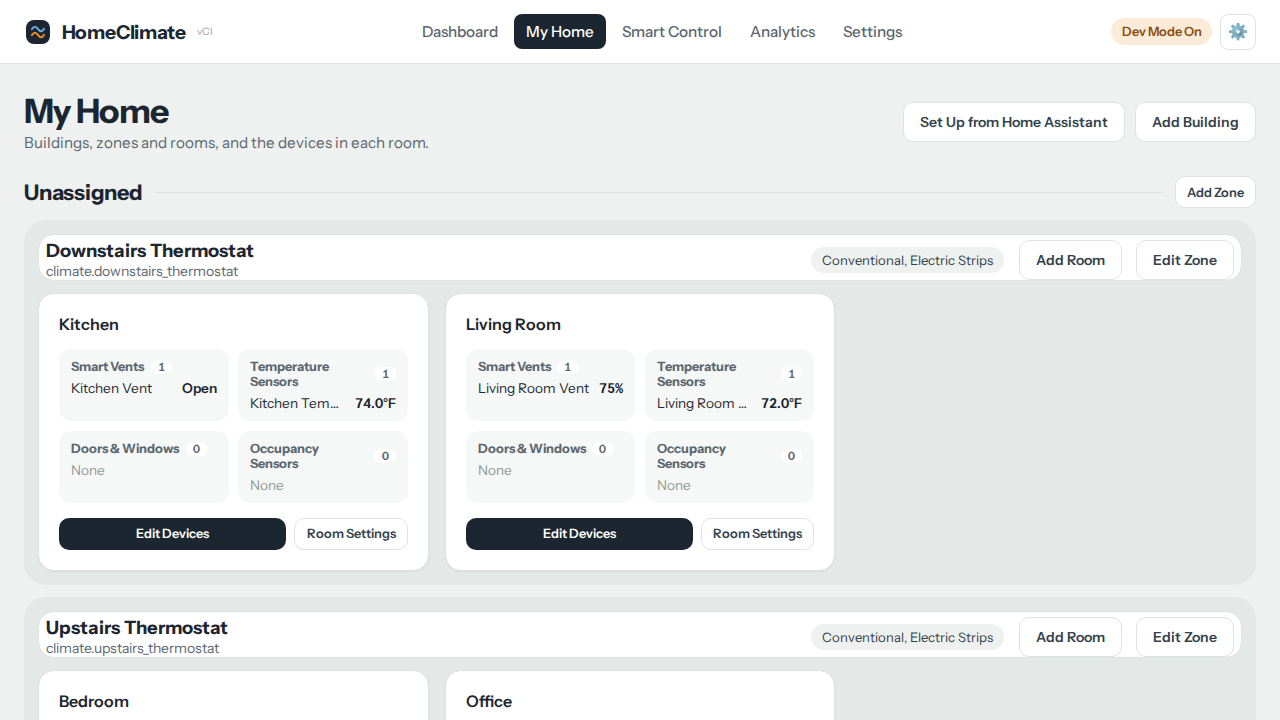 HomeClimate vCI
Dashboard
My Home
Smart Control
Analytics
Settings
Dev Mode On
My Home
Buildings, zones and rooms, and the devices in each room.
Set Up from Home Assistant
Add Building
Unassigned
Add Zone
Downstairs Thermostat
climate.downstairs_thermostat
Conventional, Electric Strips
Add Room
Edit Zone
Kitchen
Smart Vents 1
Kitchen Vent Open
Temperature
Sensors 1
Kitchen Tem... 74.0°F
Doors & Windows 0
None
Occupancy
Sensors 0
None
Edit Devices
Room Settings
Living Room
Smart Vents 1
Living Room Vent 75%
Temperature
Sensors 1
Living Room ... 72.0°F
Doors & Windows 0
None
Occupancy
Sensors 0
None
Edit Devices
Room Settings
Upstairs Thermostat
climate.upstairs_thermostat
Conventional, Electric Strips
Add Room
Edit Zone
Bedroom
Office